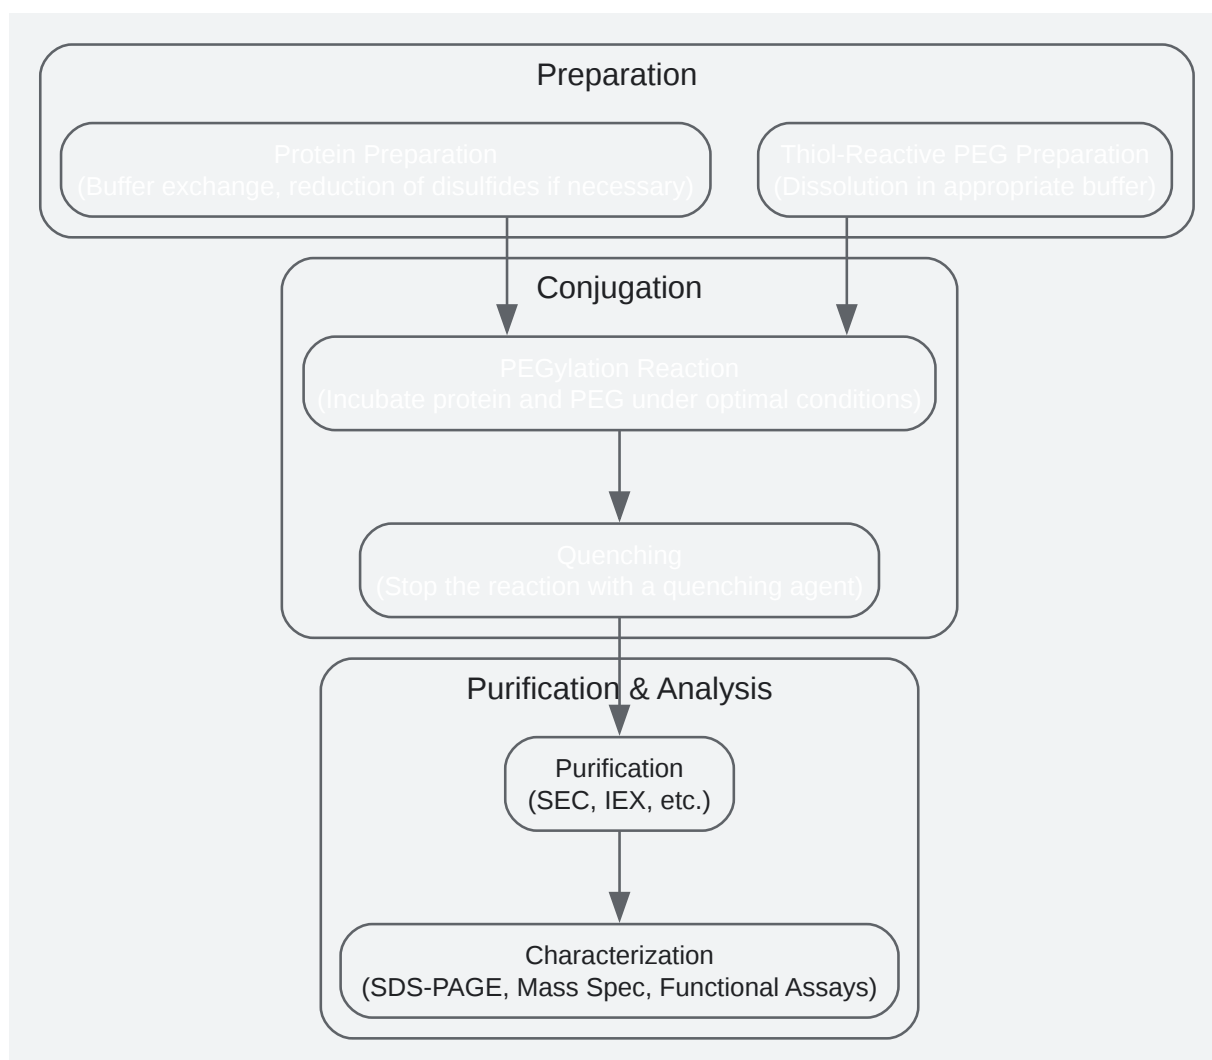 Preparation
Protein Preparation
(Buffer exchange, reduction of disulfides if necessary)
Thiol-Reactive PEG Preparation
(Dissolution in appropriate buffer)
Conjugation
PEGylation Reaction
(Incubate protein and PEG under optimal conditions)
Quenching
(Stop the reaction with a quenching agent)
Purification & Analysis
Purification
(SEC, IEX, etc.)
Characterization
(SDS-PAGE, Mass Spec, Functional Assays)